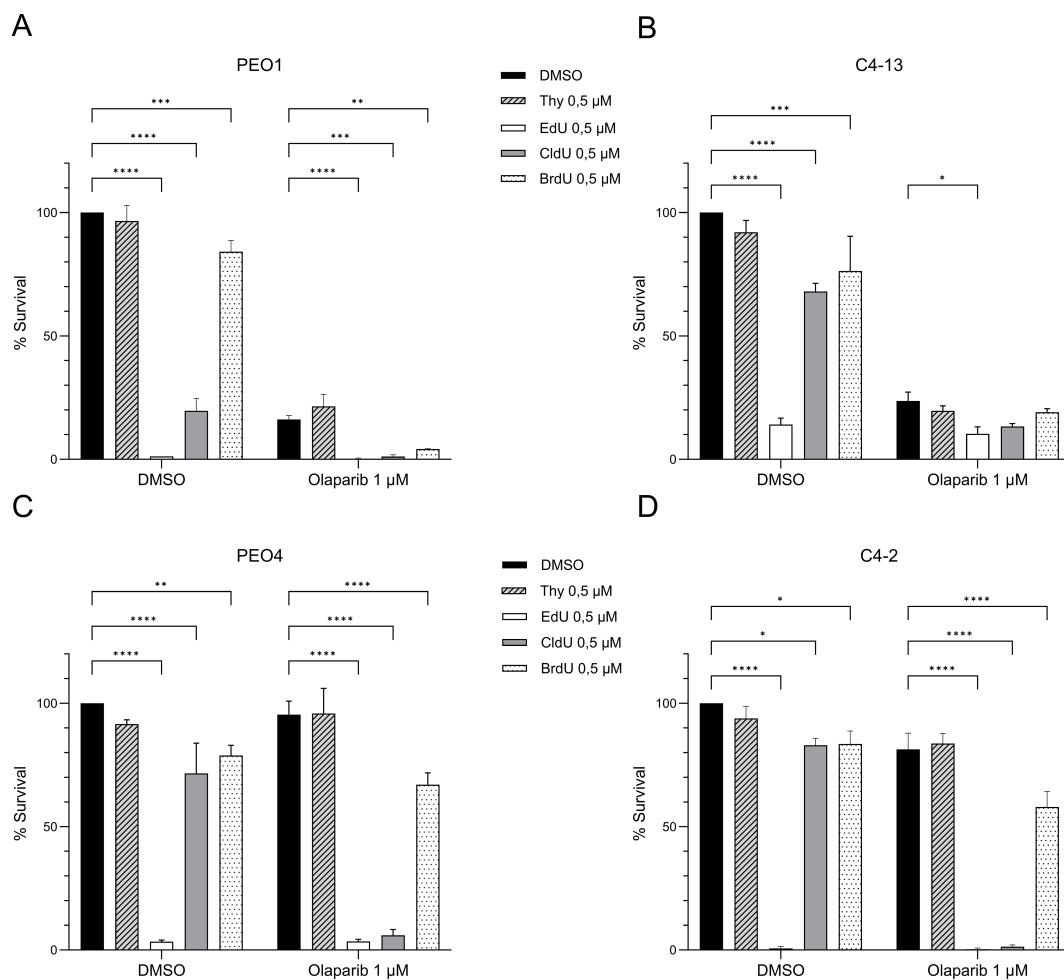 A
B
PEO1
C4-13
DMSO
Thy 0,5 µM
EdU 0,5 µM
CldU 0,5 µM
BrdU 0,5 µM
***
**
****
***
****
****
***
****
****
*
% Survival
100
50
0
DMSO
Olaparib 1 µM
% Survival
100
50
0
DMSO
Olaparib 1 µM
C
D
PEO4
C4-2
DMSO
Thy 0,5 µM
EdU 0,5 µM
CldU 0,5 µM
BrdU 0,5 µM
**
****
****
****
****
****
*
****
*
****
****
****
% Survival
100
50
0
DMSO
Olaparib 1 µM
% Survival
100
50
0
DMSO
Olaparib 1 µM